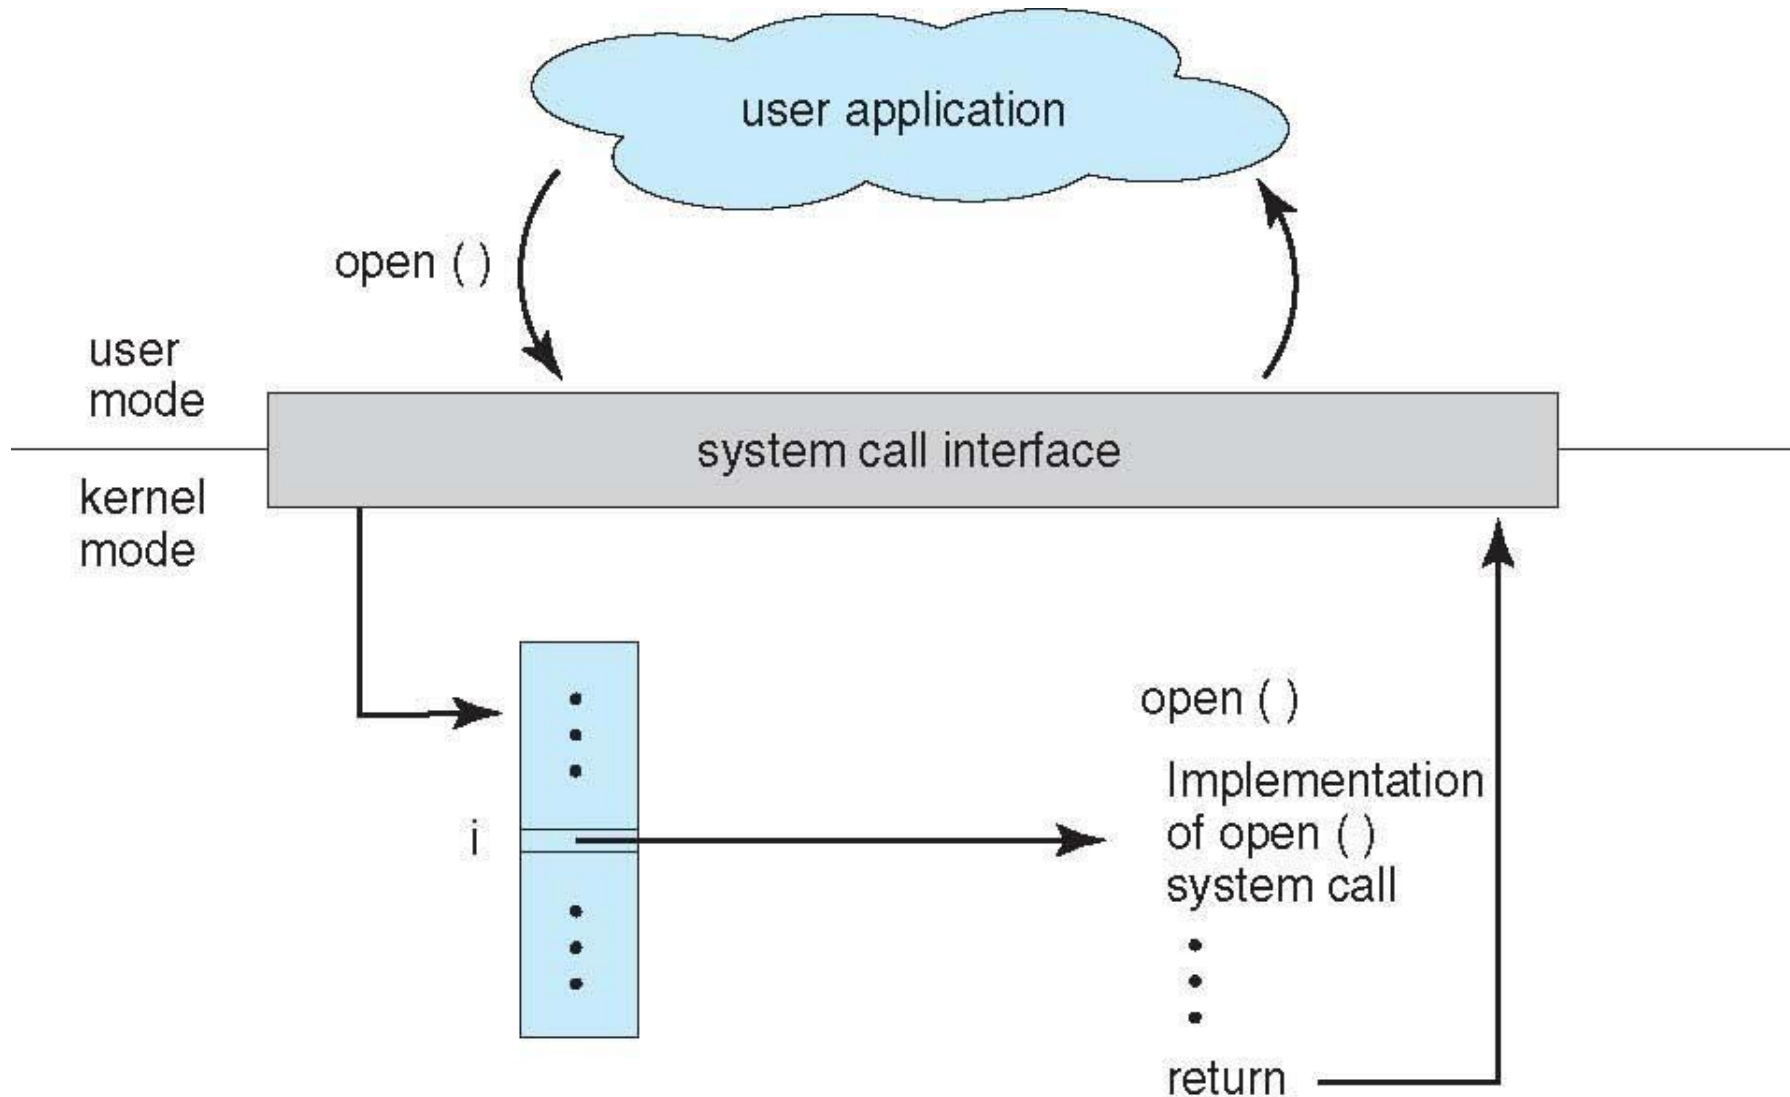 user application
open ( )
user
mode
system call interface
kernel
mode
open ( )
Implementation
i
of open ( )
system call
return